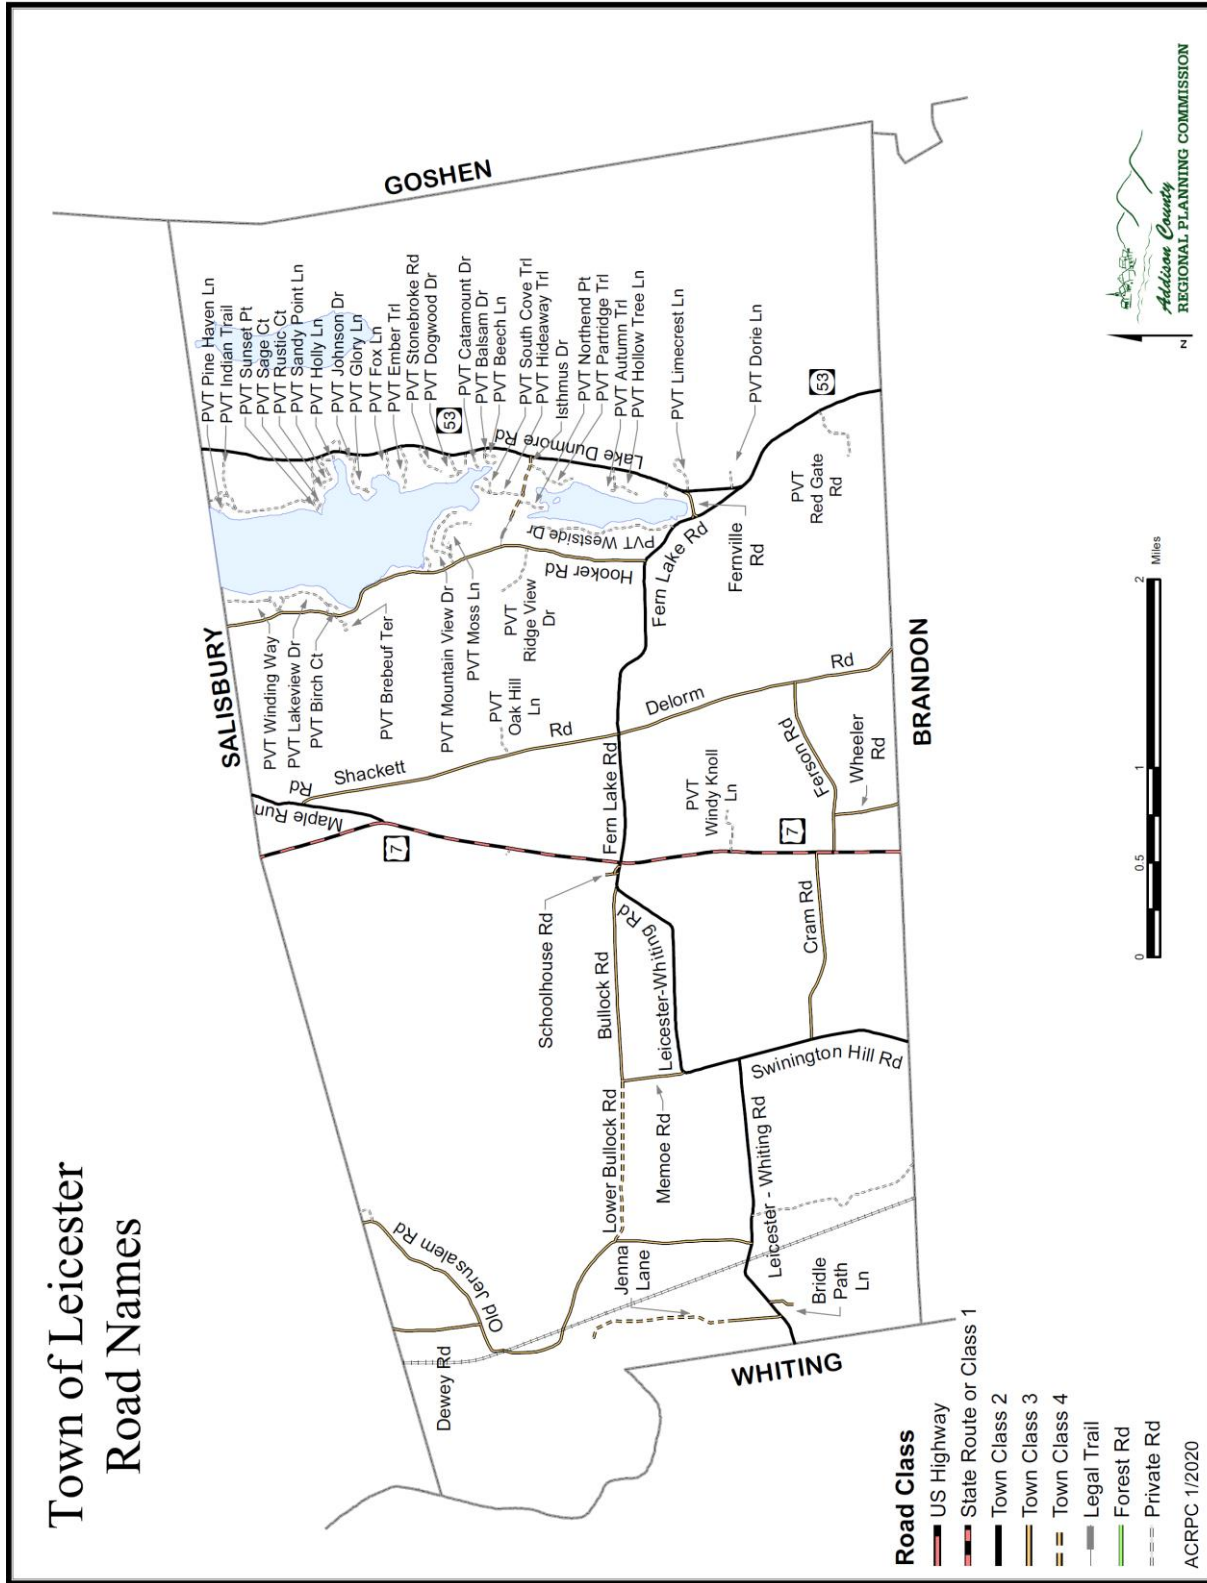 Town of Leicester
Road Names
SALISBURY
GOSHEN
BRANDON
WHITING
PVT Pine Haven Ln
PVT Indian Trail
PVT Sunset Pt
PVT Sage Ct
PVT Rustic Ct
PVT Sandy Point Ln
PVT Holly Ln
PVT Johnson Dr
PVT Glory Ln
PVT Fox Ln
PVT Ember Trl
PVT Stonebroke Rd
PVT Dogwood Dr
PVT Catamount Dr
PVT Balsam Dr
PVT Beech Ln
PVT South Cove Trl
PVT Hideaway Trl
Isthmus Dr
PVT Northend Pt
PVT Partridge Trl
PVT Autumn Trl
PVT Hollow Tree Ln
PVT Limecrest Ln
PVT Dorie Ln
53
Lake Dunmore Rd
53
PVT
Red Gate
Rd
PVT Westside Dr
Hooker Rd
Fern Lake Rd
Fernville
Rd
PVT Winding Way
PVT Lakeview Dr
PVT Birch Ct
PVT Brebeuf Ter
PVT Mountain View Dr
PVT Moss Ln
PVT
Ridge View
Dr
PVT
Oak Hill
Ln
Shackett
Rd
Delorm
Rd
Maple Run
Rd
7
Fern Lake Rd
PVT
Windy Knoll
Ln
7
Ferson Rd
Wheeler
Rd
Schoolhouse Rd
Bullock Rd
Leicester-Whiting
Rd
Cram Rd
Swinington Hill Rd
Lower Bullock Rd
Memoe Rd
Leicester - Whiting Rd
Old Jerusalem Rd
Dewey Rd
Jenna
Lane
Bridle
Path
Ln
Road Class
US Highway
State Route or Class 1
Town Class 2
Town Class 3
Town Class 4
Legal Trail
Forest Rd
Private Rd
ACRPC 1/2020
0
0.5
1
2
Miles
N
Addison County
REGIONAL PLANNING COMMISSION